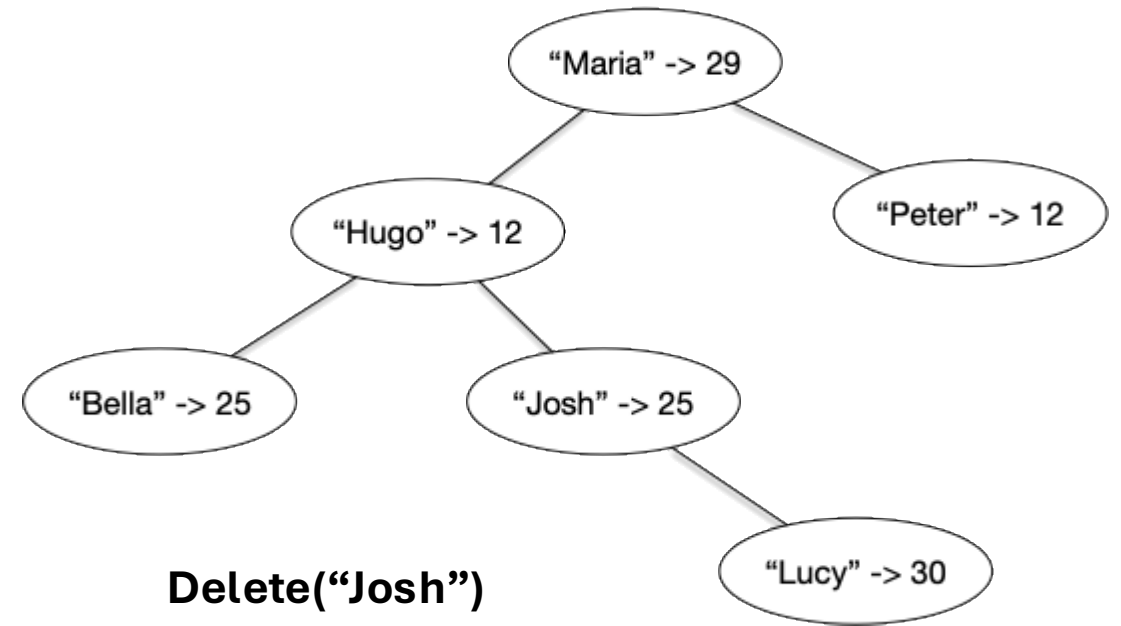 “Maria” -> 29
“Peter” -> 12
“Hugo” -> 12
“Bella” -> 25
“Josh” -> 25
“Lucy” -> 30
Delete(“Josh”)